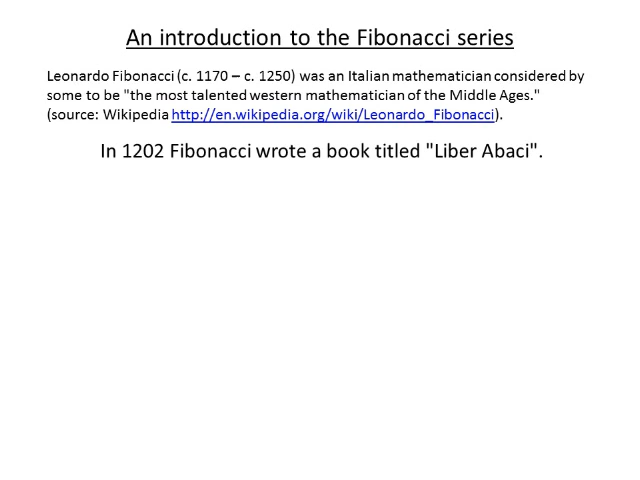 An introduction to the Fibonacci series
Leonardo Fibonacci (c. 1170 – c. 1250) was an Italian mathematician considered by
some to be "the most talented western mathematician of the Middle Ages."
(source: Wikipedia http://en.wikipedia.org/wiki/Leonardo_Fibonacci).
In 1202 Fibonacci wrote a book titled "Liber Abaci".